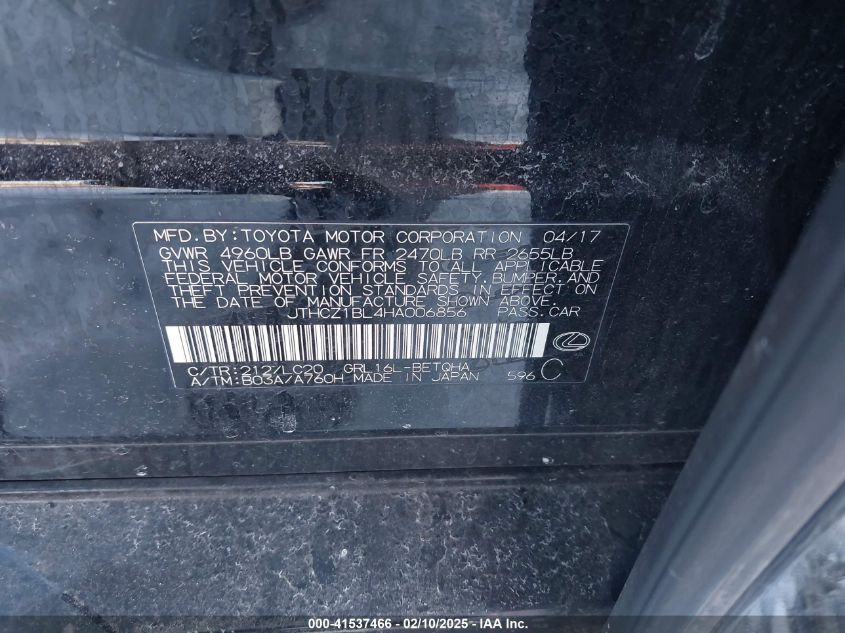 MFD. BY: TOYOTA MOTOR CORPORATION 04/17
GVWR 4960LB GAWR FR 2470LB RR 2655LB
THIS VEHICLE CONFORMS TO ALL APPLICABLE
FEDERAL MOTOR VEHICLE SAFETY, BUMPER, AND
THEFT PREVENTION STANDARDS IN EFFECT ON
THE DATE OF MANUFACTURE SHOWN ABOVE.
JTHCZ1BL4HA006856 PASS. CAR
C/TR: 212/LC20 GRL16L-BETQHA
A/TM: B03A/A760H MADE IN JAPAN 596 C
000-41537466 — 02/10/2025 — IAA Inc.